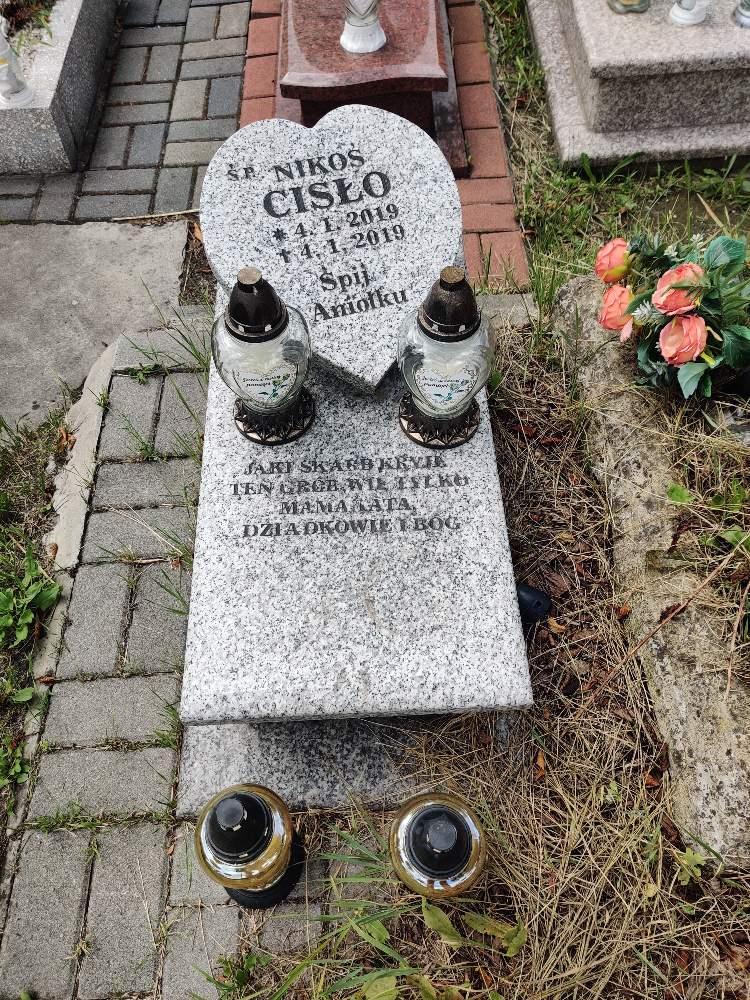 Ś.P. NIKOŚ
CISŁO
* 4. 1. 2019
† 4. 1. 2019
Śpij
Aniołku
JAKI SKARB KRYJE
TEN GRÓB, WIE TYLKO
MAMA, TATA,
DZIADKOWIE I BÓG